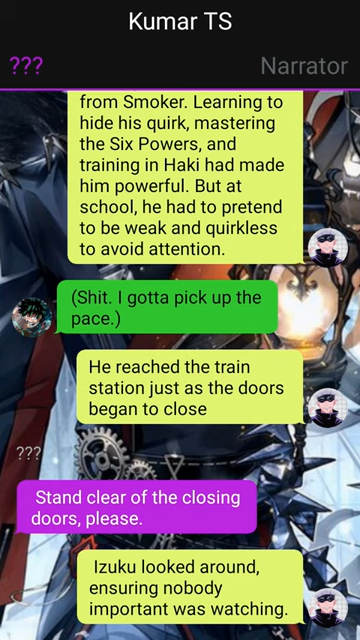 Kumar TS
??? Narrator
from Smoker. Learning to
hide his quirk, mastering
the Six Powers, and
training in Haki had made
him powerful. But at
school, he had to pretend
to be weak and quirkless
to avoid attention.
(Shit. I gotta pick up the
pace.)
He reached the train
station just as the doors
began to close
???
Stand clear of the closing
doors, please.
Izuku looked around,
ensuring nobody
important was watching.